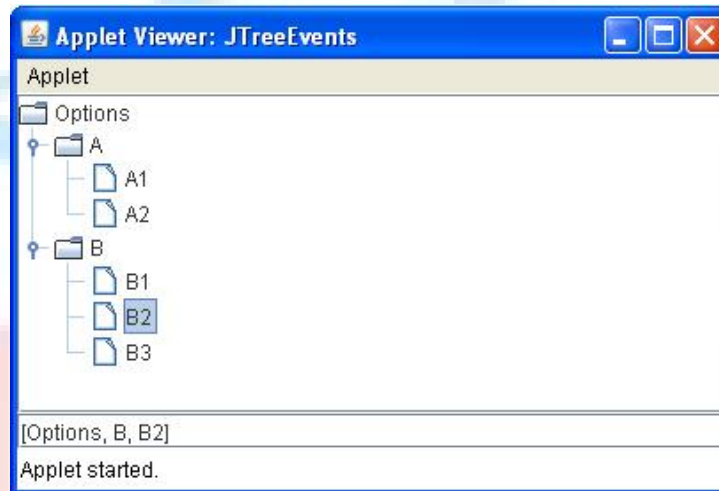 Applet Viewer: JTreeEvents
Applet
Options
A
A1
A2
B
B1
B2
B3
[Options, B, B2]
Applet started.